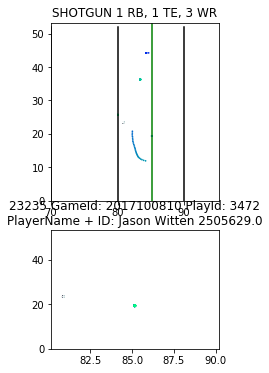 SHOTGUN 1 RB, 1 TE, 3 WR
50
40
30
20
10
0
70 80 90
23235 GameId: 2017100810 PlayId: 3472
PlayerName + ID: Jason Witten 2505629.0
40
20
0
82.5 85.0 87.5 90.0